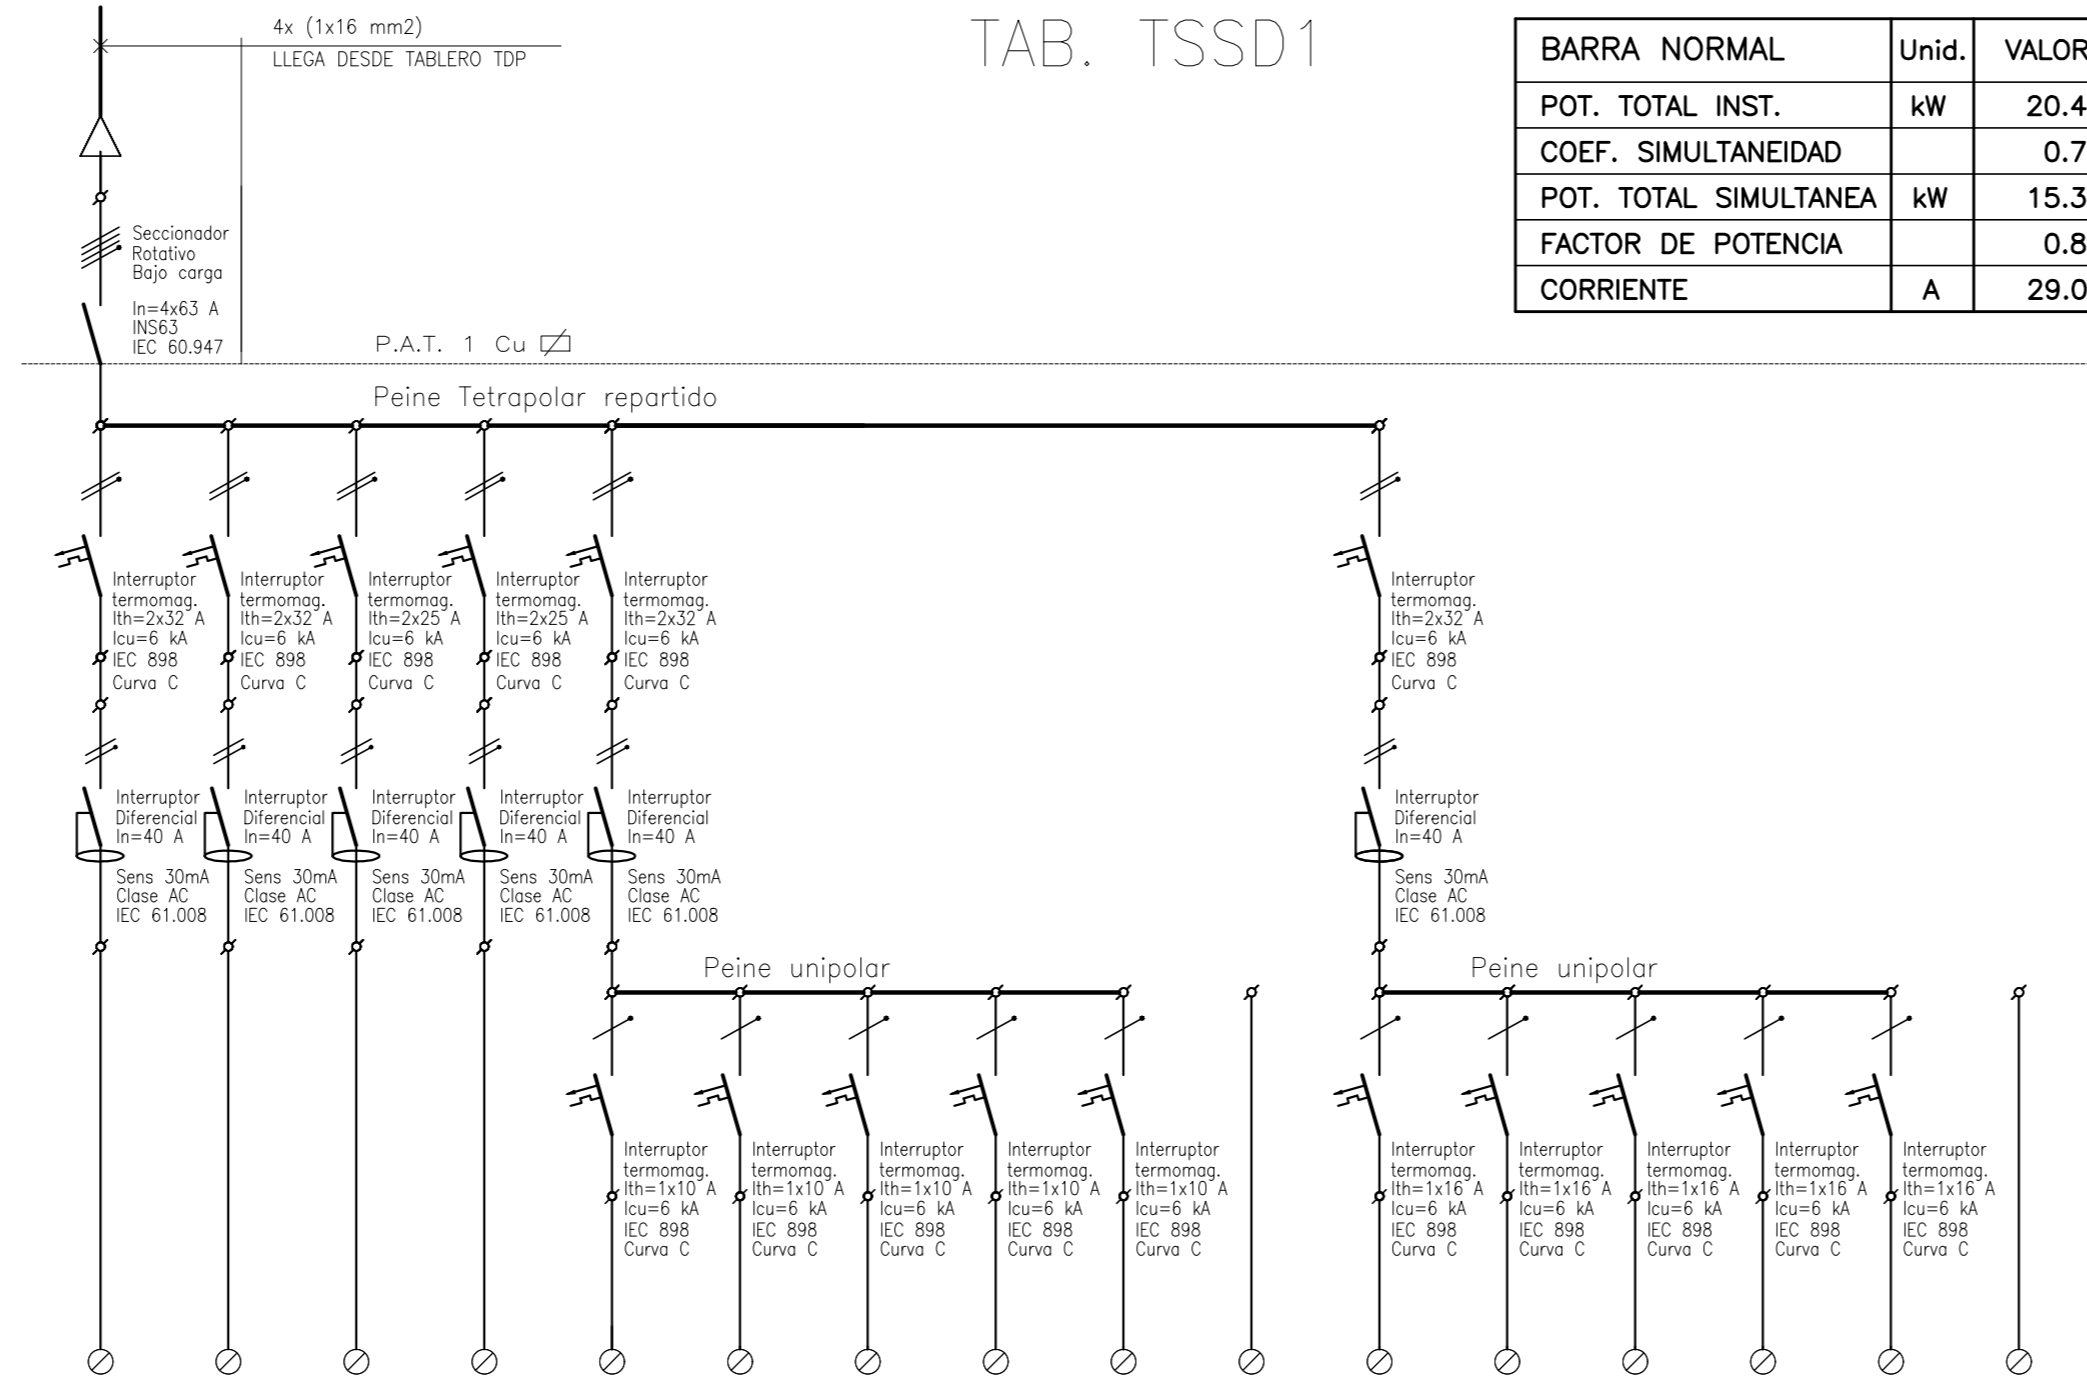 4x (1x16 mm2)
LLEGA DESDE TABLERO TDP
TAB. TSSD1
BARRA NORMAL Unid. VALOR
POT. TOTAL INST. kW 20.4
COEF. SIMULTANEIDAD 0.7
POT. TOTAL SIMULTANEA kW 15.3
FACTOR DE POTENCIA 0.8
CORRIENTE A 29.0
Seccionador
Rotativo
Bajo carga
In=4x63 A
INS63
IEC 60.947
P.A.T. 1 Cu
Peine Tetrapolar repartido
Interruptor Interruptor Interruptor Interruptor Interruptor Interruptor
termomag. termomag. termomag. termomag. termomag. termomag.
Ith=2x32 A Ith=2x32 A Ith=2x25 A Ith=2x25 A Ith=2x32 A Ith=2x32 A
Icu=6 kA Icu=6 kA Icu=6 kA Icu=6 kA Icu=6 kA Icu=6 kA
IEC 898 IEC 898 IEC 898 IEC 898 IEC 898 IEC 898
Curva C Curva C Curva C Curva C Curva C Curva C
Interruptor Interruptor Interruptor Interruptor Interruptor Interruptor
Diferencial Diferencial Diferencial Diferencial Diferencial Diferencial
In=40 A In=40 A In=40 A In=40 A In=40 A In=40 A
Sens 30mA Sens 30mA Sens 30mA Sens 30mA Sens 30mA Sens 30mA
Clase AC Clase AC Clase AC Clase AC Clase AC Clase AC
IEC 61.008 IEC 61.008 IEC 61.008 IEC 61.008 IEC 61.008 IEC 61.008
Peine unipolar Peine unipolar
Interruptor Interruptor Interruptor Interruptor Interruptor Interruptor Interruptor Interruptor Interruptor Interruptor
termomag. termomag. termomag. termomag. termomag. termomag. termomag. termomag. termomag. termomag.
Ith=1x10 A Ith=1x10 A Ith=1x10 A Ith=1x10 A Ith=1x10 A Ith=1x16 A Ith=1x16 A Ith=1x16 A Ith=1x16 A Ith=1x16 A
Icu=6 kA Icu=6 kA Icu=6 kA Icu=6 kA Icu=6 kA Icu=6 kA Icu=6 kA Icu=6 kA Icu=6 kA Icu=6 kA
IEC 898 IEC 898 IEC 898 IEC 898 IEC 898 IEC 898 IEC 898 IEC 898 IEC 898 IEC 898
Curva C Curva C Curva C Curva C Curva C Curva C Curva C Curva C Curva C Curva C